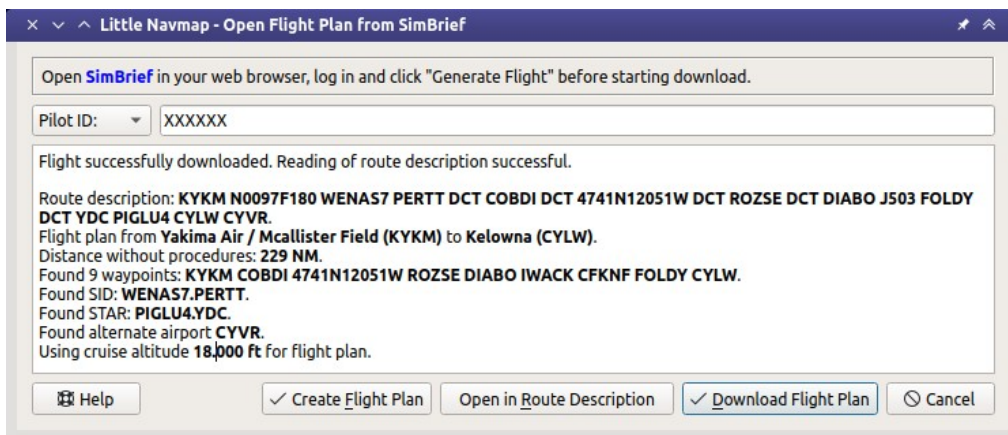 Little Navmap - Open Flight Plan from SimBrief
Open SimBrief in your web browser, log in and click "Generate Flight" before starting download.
Pilot ID: XXXXXX
Flight successfully downloaded. Reading of route description successful.
Route description: KYKM N0097F180 WENAS7 PERTT DCT COBDI DCT 4741N12051W DCT ROZSE DCT DIABO J503 FOLDY
DCT YDC PIGLU4 CYLW CYVR.
Flight plan from Yakima Air / Mcallister Field (KYKM) to Kelowna (CYLW).
Distance without procedures: 229 NM.
Found 9 waypoints: KYKM COBDI 4741N12051W ROZSE DIABO IWACK CFKNF FOLDY CYLW.
Found SID: WENAS7.PERTT.
Found STAR: PIGLU4.YDC.
Found alternate airport CYVR.
Using cruise altitude 18.000 ft for flight plan.
Help Create Flight Plan Open in Route Description Download Flight Plan Cancel